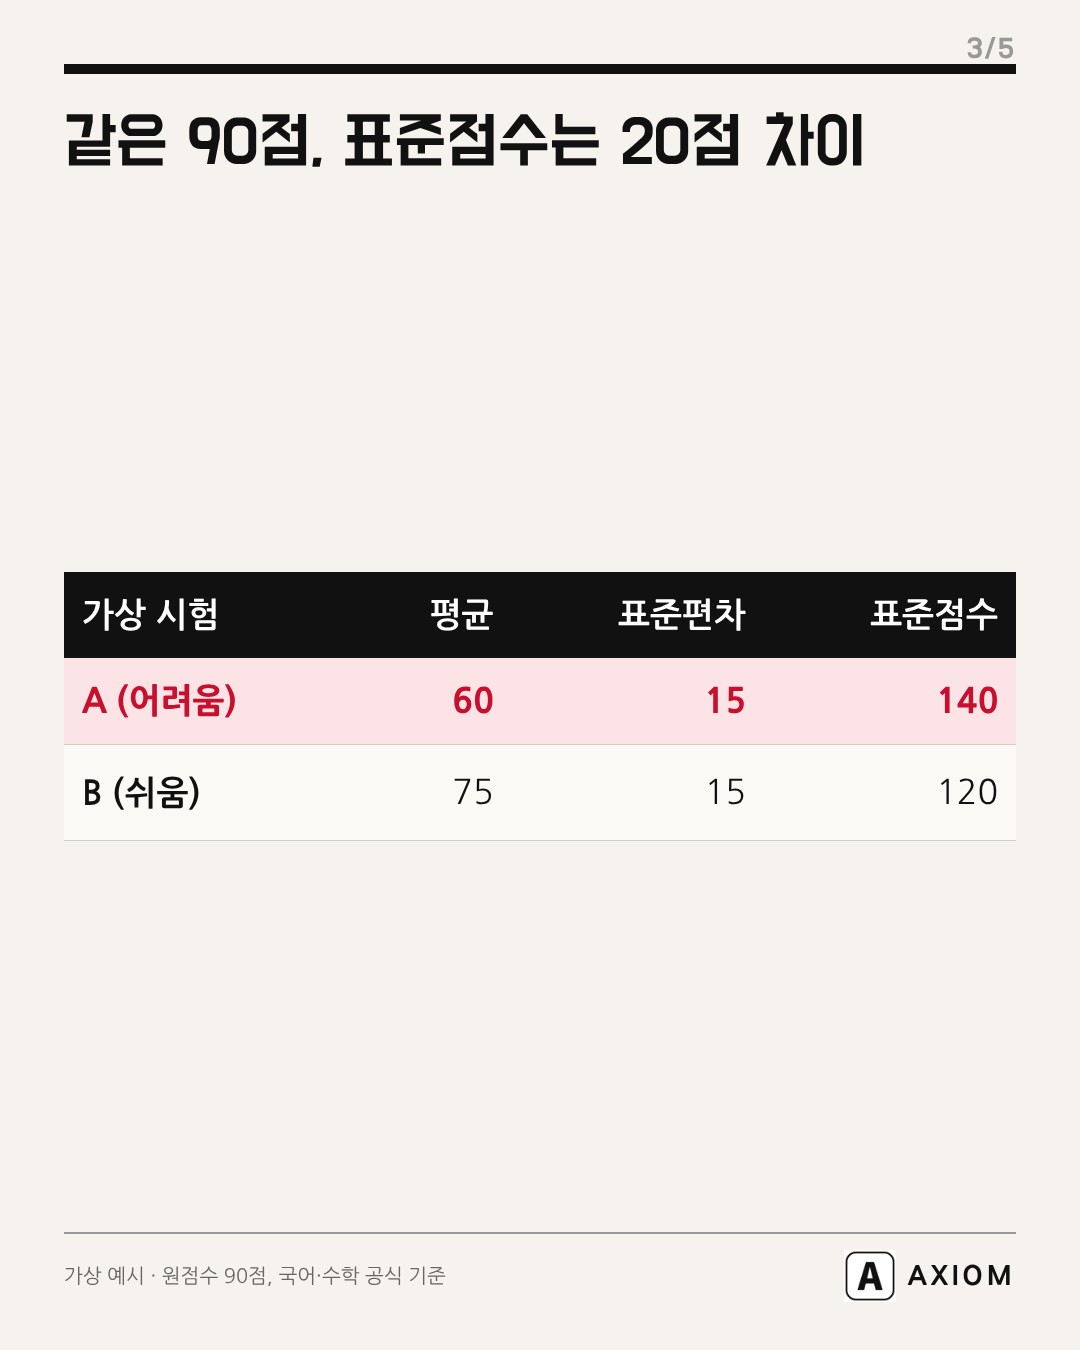 3/5
같은 90점, 표준점수는 20점 차이
가상 시험 평균 표준편차 표준점수
A (어려움) 60 15 140
B (쉬움) 75 15 120
가상 예시 · 원점수 90점, 국어·수학 공식 기준
A AXIOM